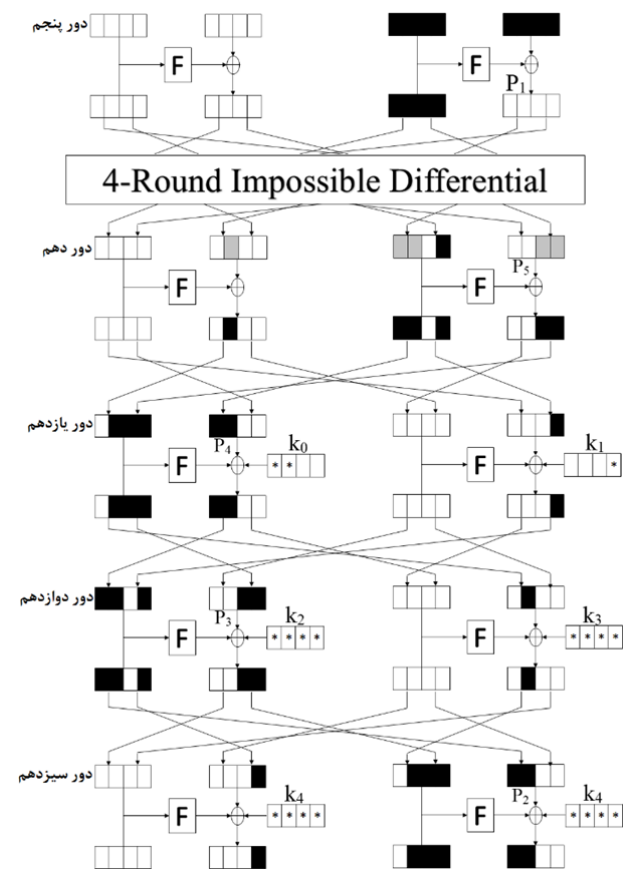 دور پنجم
F
F
P1
4-Round Impossible Differential
دور دهم
F
F
P5
دور یازدهم
F
P4
k0
* *
F
k1
*
دور دوازدهم
F
P3
k2
* * * *
F
k3
* * * *
دور سیزدهم
F
k4
* * * *
F
P2
k4
* * * *